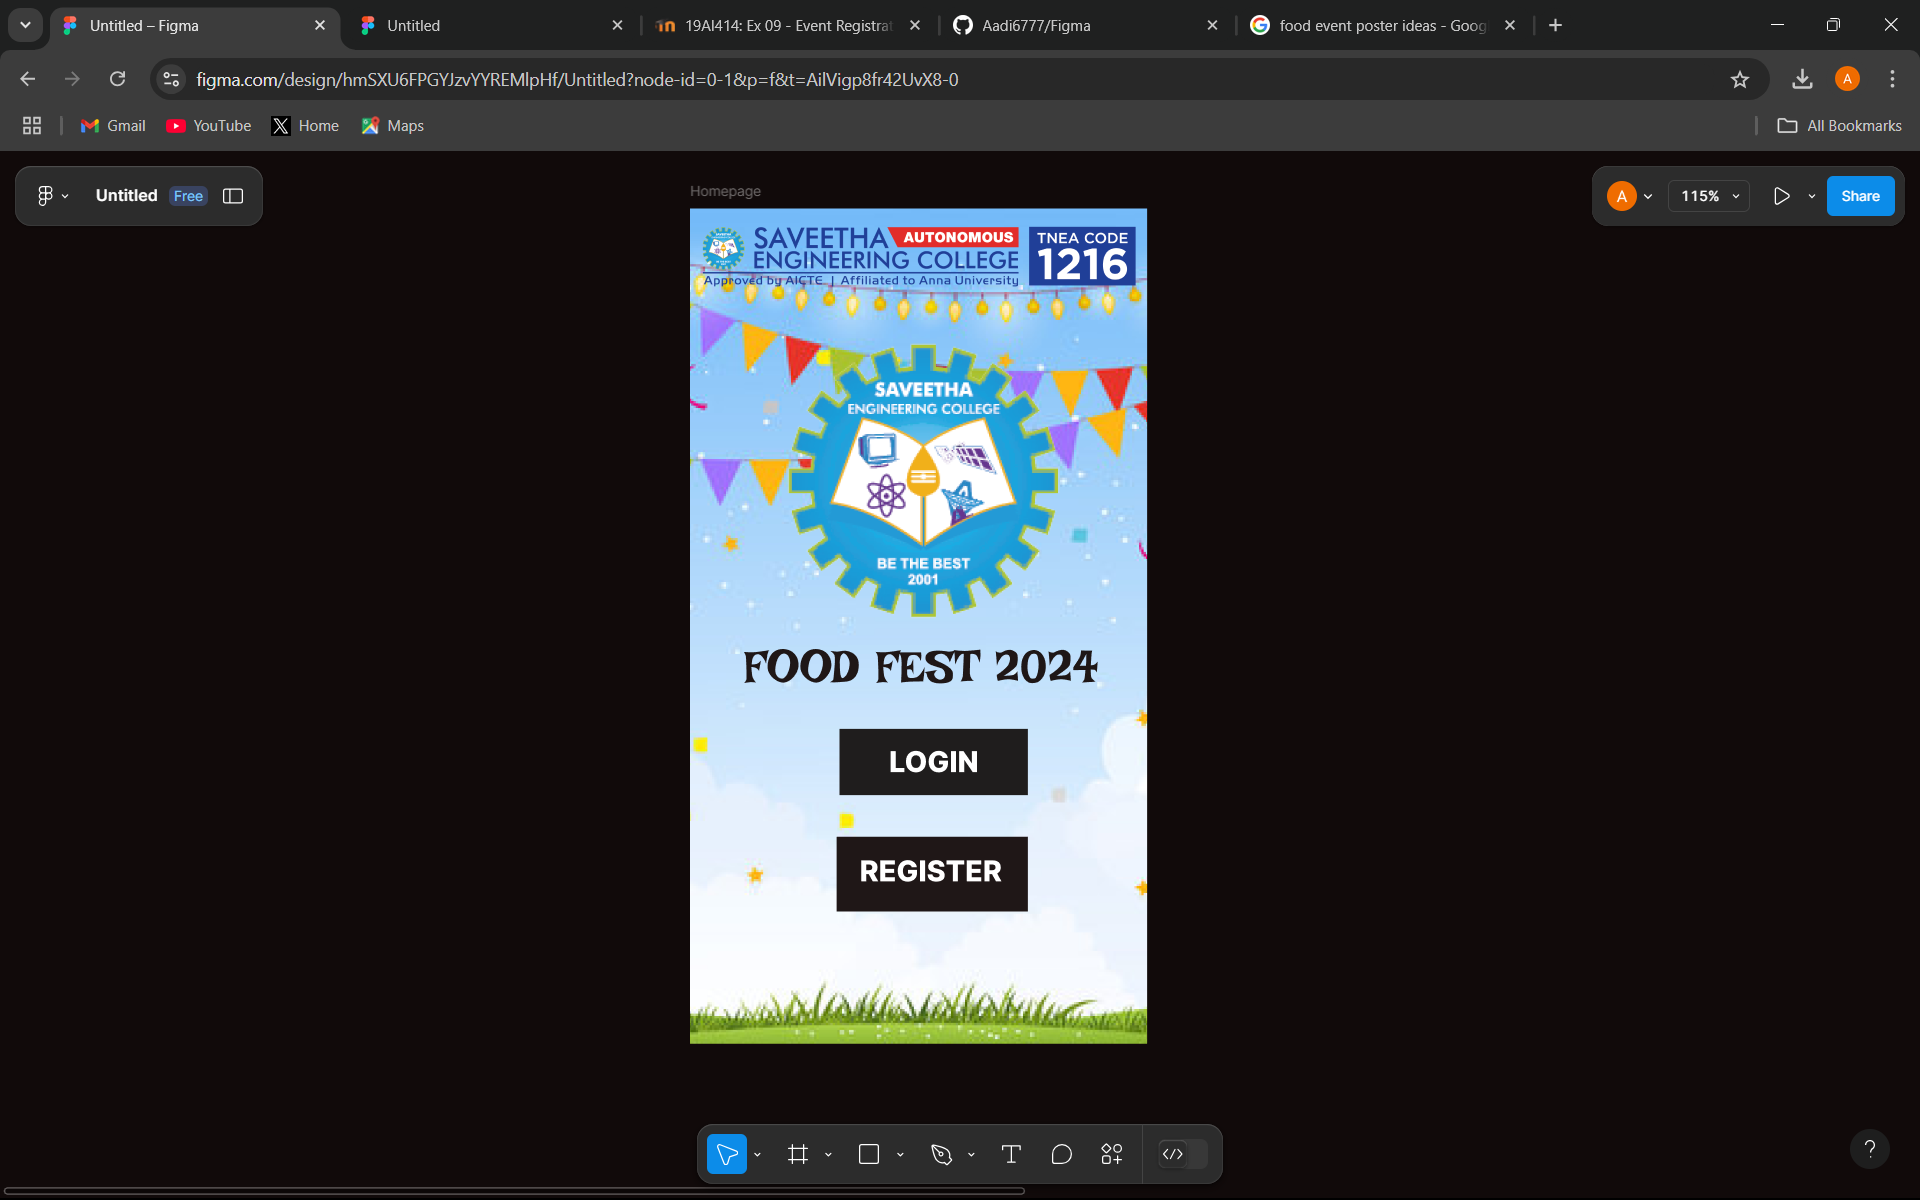 Untitled – Figma
Untitled
19AI414: Ex 09 - Event Registrat
Aadi6777/Figma
food event poster ideas - Goog
figma.com/design/hmSXU6FPGYJzvYYREMlpHf/Untitled?node-id=0-1&p=f&t=AilVigp8fr42UvX8-0
A
Gmail
YouTube
Home
Maps
All Bookmarks
Untitled Free
A
115%
Share
Homepage
SAVEETHA AUTONOMOUS
ENGINEERING COLLEGE
Approved by AICTE | Affiliated to Anna University
TNEA CODE
1216
SAVEETHA
ENGINEERING COLLEGE
BE THE BEST
2001
FOOD FEST 2024
LOGIN
REGISTER
?